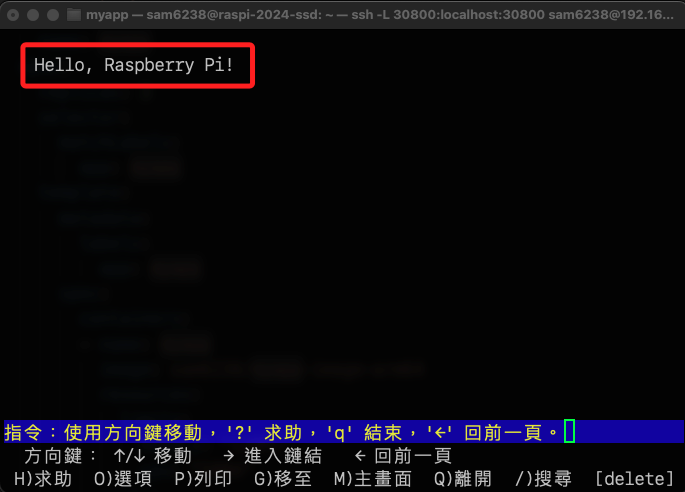 myapp — sam6238@raspi-2024-ssd: ~ — ssh -L 30800:localhost:30800 sam6238@192.16...
Hello, Raspberry Pi!
指令：使用方向鍵移動，'?' 求助，'q' 結束，'←' 回前一頁。
方向鍵： ↑/↓ 移動 → 進入鏈結 ← 回前一頁
H)求助 O)選項 P)列印 G)移至 M)主畫面 Q)離開 /)搜尋 [delete]